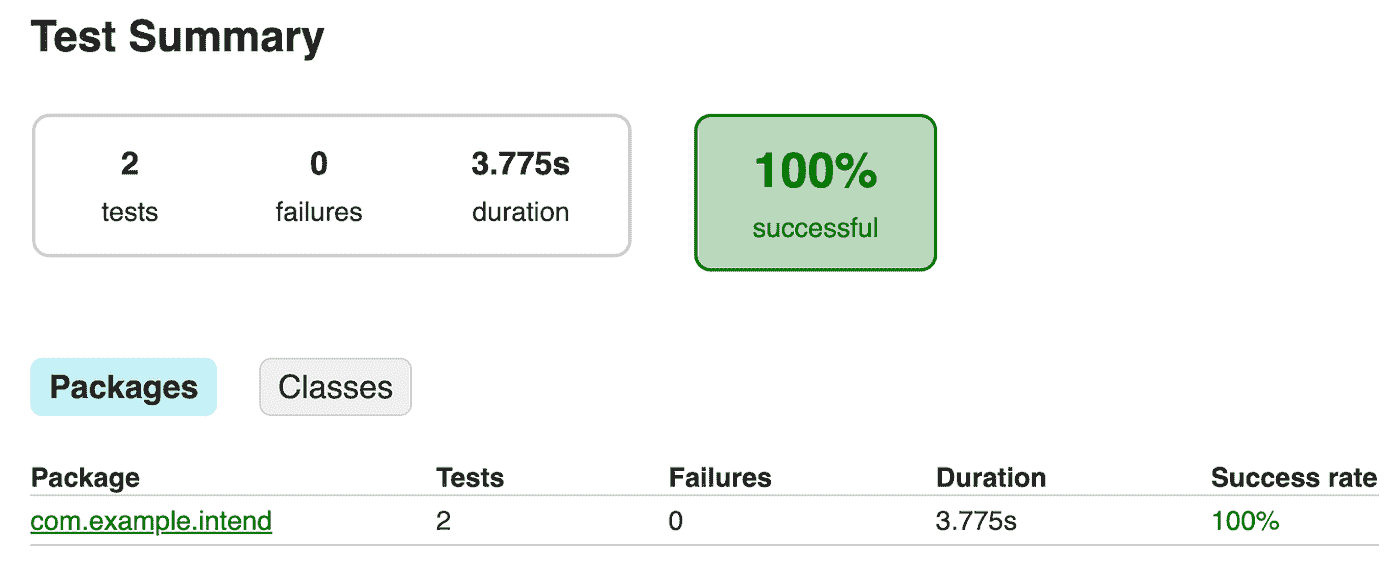 Test Summary
2 0 3.775s
tests failures duration
100%
successful
Packages Classes
Package Tests Failures Duration Success rate
com.example.intend 2 0 3.775s 100%